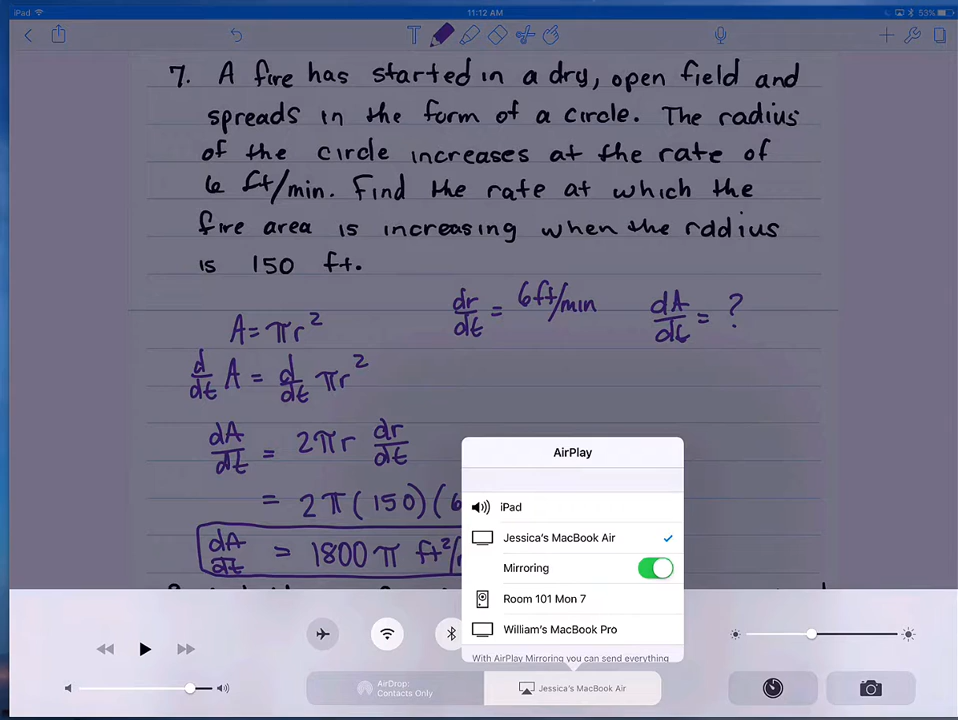 iPad
11:12 AM
53%
7. A fire has started in a dry, open field and
spreads in the form of a circle. The radius
of the circle increases at the rate of
6 ft/min. Find the rate at which the
fire area is increasing when the radius
is 150 ft.
dr/dt = 6ft/min dA/dt = ?
A = πr²
d/dt A = d/dt πr²
dA/dt = 2πr dr/dt
= 2π(150)(6
dA/dt = 1800π ft²/
AirPlay
iPad
Jessica's MacBook Air
Mirroring
Room 101 Mon 7
William's MacBook Pro
With AirPlay Mirroring you can send everything
AirDrop:
Contacts Only
Jessica's MacBook Air